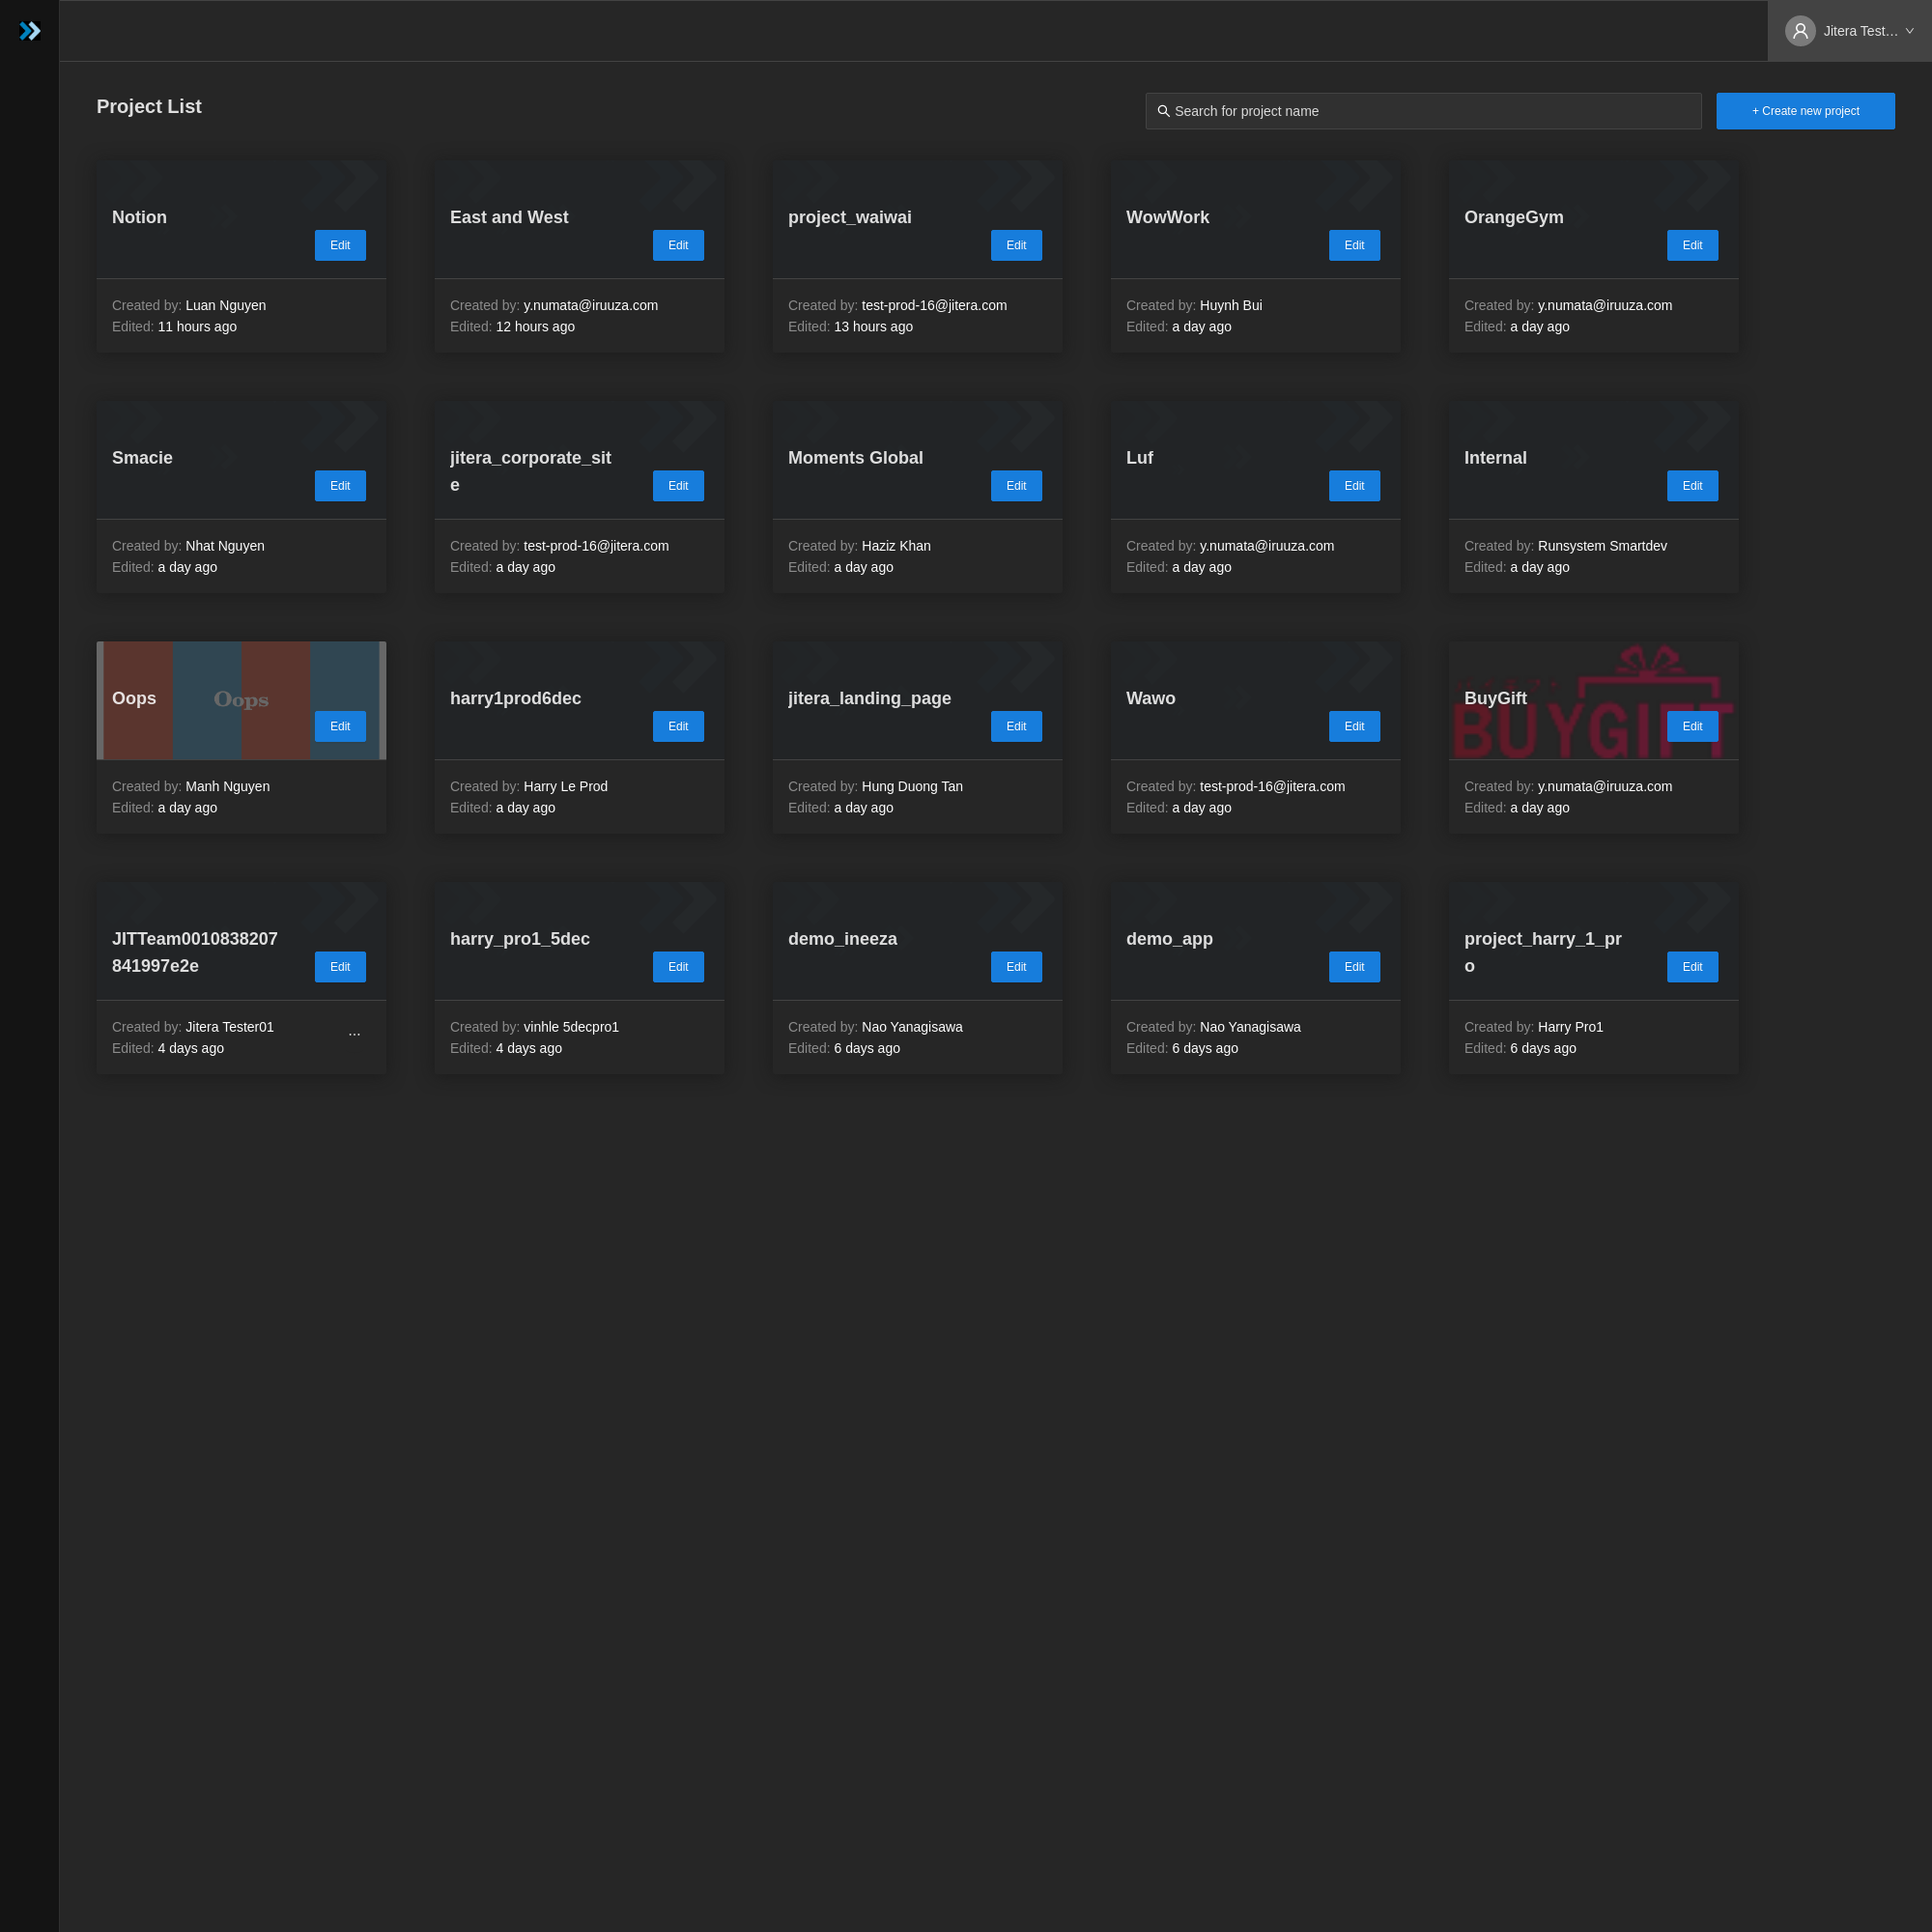 Jitera Test...
Project List
Search for project name
+ Create new project
Notion
Edit
Created by: Luan Nguyen
Edited: 11 hours ago
East and West
Edit
Created by: y.numata@iruuza.com
Edited: 12 hours ago
project_waiwai
Edit
Created by: test-prod-16@jitera.com
Edited: 13 hours ago
WowWork
Edit
Created by: Huynh Bui
Edited: a day ago
OrangeGym
Edit
Created by: y.numata@iruuza.com
Edited: a day ago
Smacie
Edit
Created by: Nhat Nguyen
Edited: a day ago
jitera_corporate_sit
e
Edit
Created by: test-prod-16@jitera.com
Edited: a day ago
Moments Global
Edit
Created by: Haziz Khan
Edited: a day ago
Luf
Edit
Created by: y.numata@iruuza.com
Edited: a day ago
Internal
Edit
Created by: Runsystem Smartdev
Edited: a day ago
Oops
Oops
Edit
Created by: Manh Nguyen
Edited: a day ago
harry1prod6dec
Edit
Created by: Harry Le Prod
Edited: a day ago
jitera_landing_page
Edit
Created by: Hung Duong Tan
Edited: a day ago
Wawo
Edit
Created by: test-prod-16@jitera.com
Edited: a day ago
BuyGift
BUYGIFT
Edit
Created by: y.numata@iruuza.com
Edited: a day ago
JITTeam0010838207
841997e2e
Edit
Created by: Jitera Tester01
Edited: 4 days ago
...
harry_pro1_5dec
Edit
Created by: vinhle 5decpro1
Edited: 4 days ago
demo_ineeza
Edit
Created by: Nao Yanagisawa
Edited: 6 days ago
demo_app
Edit
Created by: Nao Yanagisawa
Edited: 6 days ago
project_harry_1_pr
o
Edit
Created by: Harry Pro1
Edited: 6 days ago